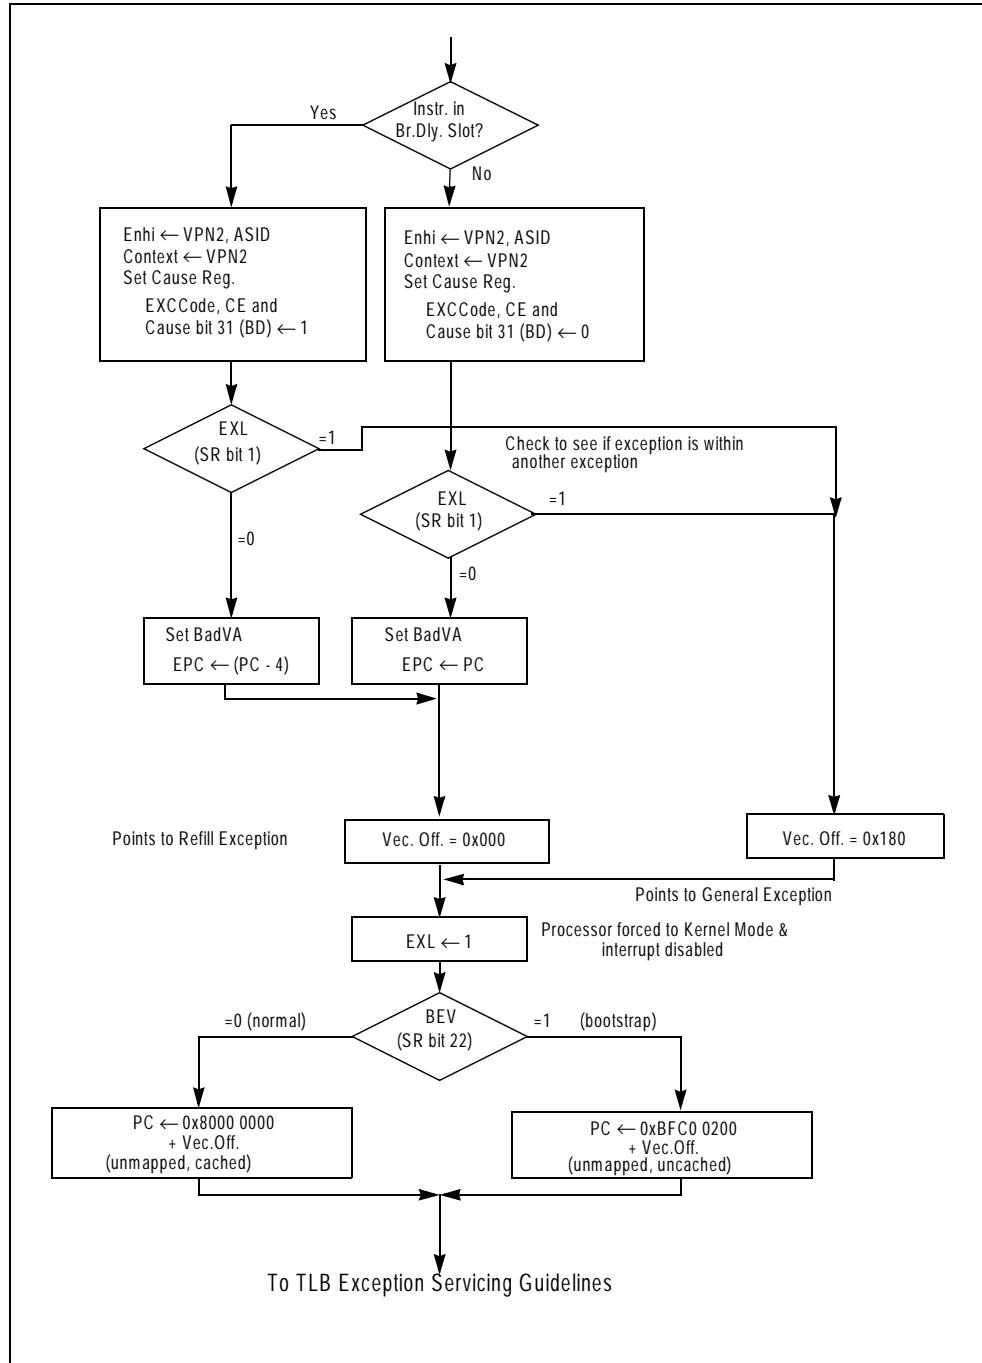 Instr. in
Br.Dly. Slot?
Yes
No
Enhi ← VPN2, ASID
Context ← VPN2
Set Cause Reg.
EXCCode, CE and
Cause bit 31 (BD) ← 1
Enhi ← VPN2, ASID
Context ← VPN2
Set Cause Reg.
EXCCode, CE and
Cause bit 31 (BD) ← 0
EXL
(SR bit 1)
=1
=0
Check to see if exception is within
another exception
EXL
(SR bit 1)
=1
=0
Set BadVA
EPC ← (PC - 4)
Set BadVA
EPC ← PC
Points to Refill Exception
Vec. Off. = 0x000
Vec. Off. = 0x180
Points to General Exception
EXL ← 1
Processor forced to Kernel Mode &
interrupt disabled
=0 (normal)
BEV
(SR bit 22)
=1 (bootstrap)
PC ← 0x8000 0000
+ Vec.Off.
(unmapped, cached)
PC ← 0xBFC0 0200
+ Vec.Off.
(unmapped, uncached)
To TLB Exception Servicing Guidelines